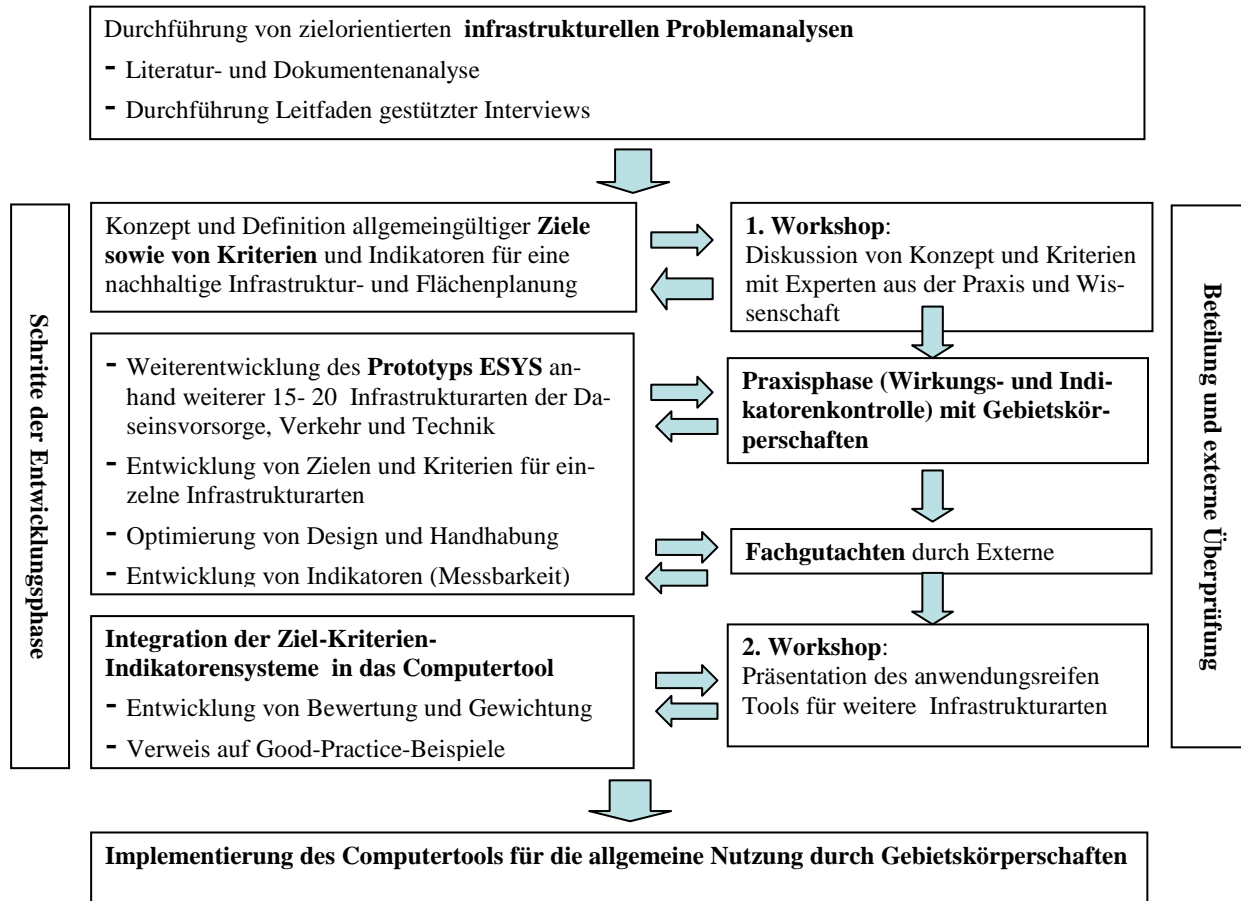 Durchführung von zielorientierten infrastrukturellen Problemanalysen
- Literatur- und Dokumentenanalyse
- Durchführung Leitfaden gestützter Interviews
Schritte der Entwicklungsphase
Konzept und Definition allgemeingültiger Ziele
sowie von Kriterien und Indikatoren für eine
nachhaltige Infrastruktur- und Flächenplanung
1. Workshop:
Diskussion von Konzept und Kriterien
mit Experten aus der Praxis und Wis-
senschaft
- Weiterentwicklung des Prototyps ESYS an-
hand weiterer 15- 20 Infrastrukturarten der Da-
seinsvorsorge, Verkehr und Technik
- Entwicklung von Zielen und Kriterien für ein-
zelne Infrastrukturarten
- Optimierung von Design und Handhabung
- Entwicklung von Indikatoren (Messbarkeit)
Praxisphase (Wirkungs- und Indi-
katorenkontrolle) mit Gebietskör-
perschaften
Fachgutachten durch Externe
Integration der Ziel-Kriterien-
Indikatorensysteme in das Computertool
- Entwicklung von Bewertung und Gewichtung
- Verweis auf Good-Practice-Beispiele
2. Workshop:
Präsentation des anwendungsreifen
Tools für weitere Infrastrukturarten
Beteilung und externe Überprüfung
Implementierung des Computertools für die allgemeine Nutzung durch Gebietskörperschaften